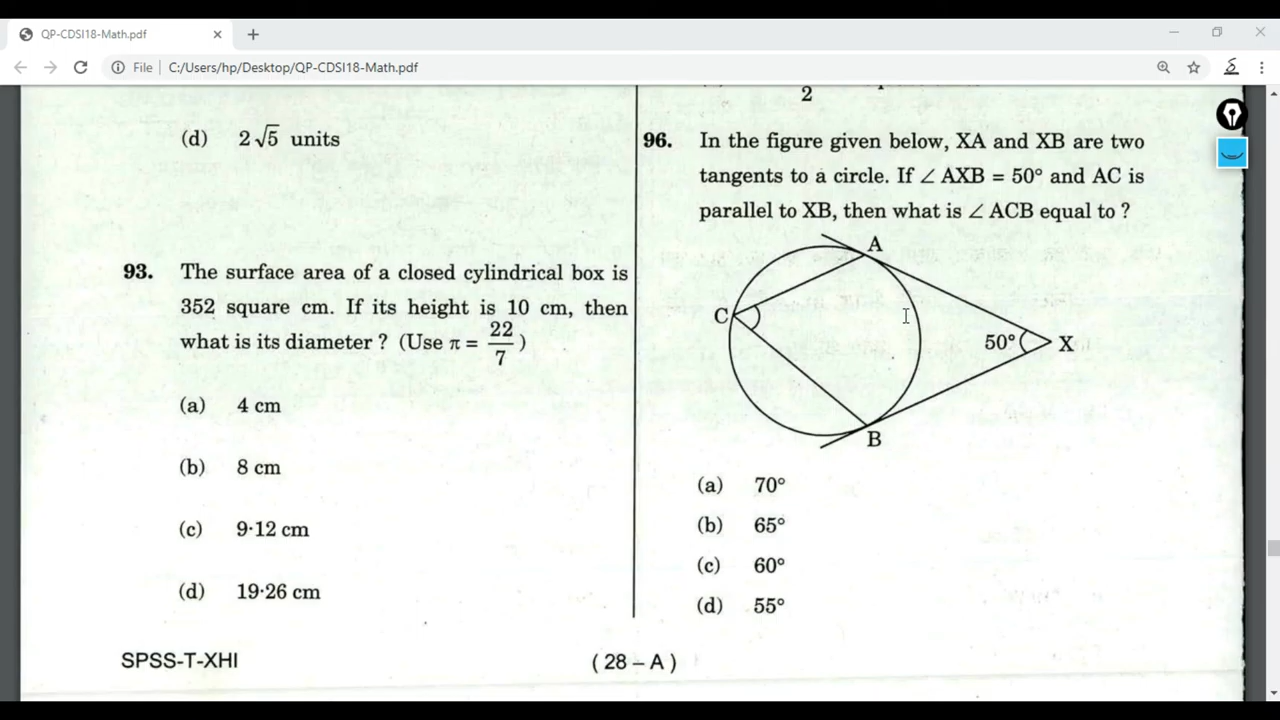 QP-CDSI18-Math.pdf
File C:/Users/hp/Desktop/QP-CDSI18-Math.pdf
(d) 2√5 units
93. The surface area of a closed cylindrical box is
352 square cm. If its height is 10 cm, then
what is its diameter ? (Use π = 22/7 )
(a) 4 cm
(b) 8 cm
(c) 9·12 cm
(d) 19·26 cm
2
96. In the figure given below, XA and XB are two
tangents to a circle. If ∠ AXB = 50° and AC is
parallel to XB, then what is ∠ ACB equal to ?
A
C
50°
X
B
(a) 70°
(b) 65°
(c) 60°
(d) 55°
SPSS-T-XHI
( 28 – A )